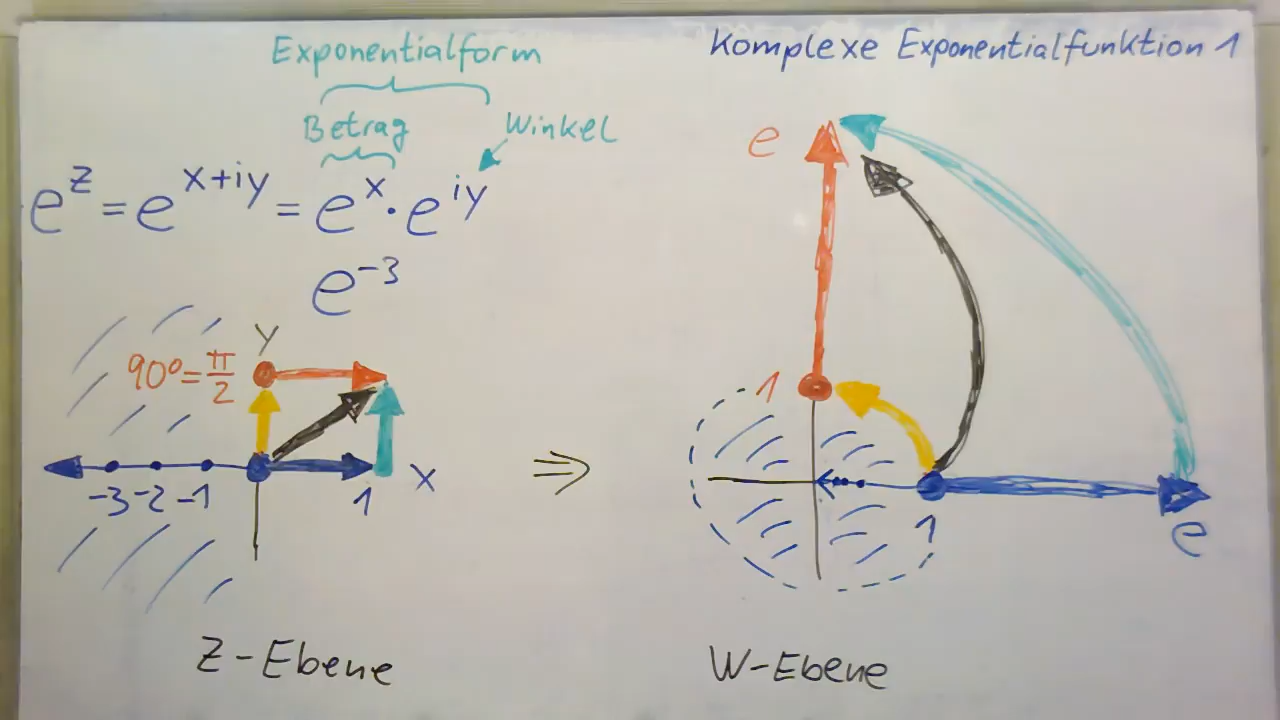 Exponentialform
Komplexe Exponentialfunktion 1
Betrag
Winkel
e^z = e^{x+iy} = e^x · e^{iy}
e^{-3}
y
90° = π/2
-3 -2 -1
1
x
⇒
e
1
1
e
Z-Ebene
W-Ebene